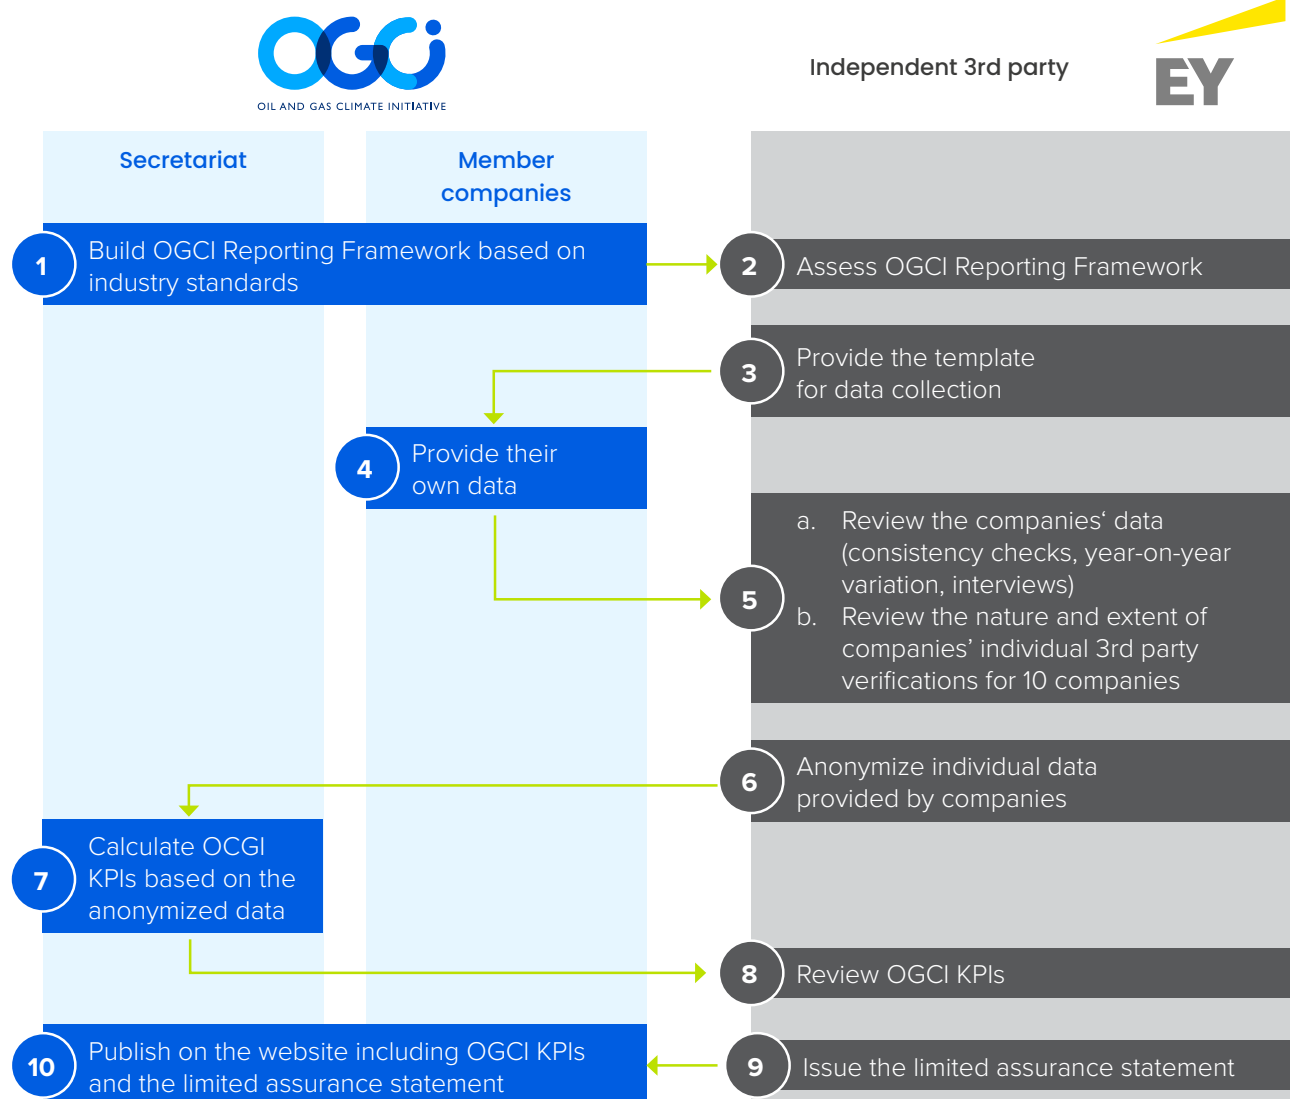 OGCi
OIL AND GAS CLIMATE INITIATIVE
Independent 3rd party
EY
Secretariat
Member
companies
1
Build OGCI Reporting Framework based on
industry standards
2
Assess OGCI Reporting Framework
3
Provide the template
for data collection
4
Provide their
own data
5
a. Review the companies‘ data
(consistency checks, year-on-year
variation, interviews)
b. Review the nature and extent of
companies’ individual 3rd party
verifications for 10 companies
6
Anonymize individual data
provided by companies
7
Calculate OCGI
KPIs based on the
anonymized data
8
Review OGCI KPIs
9
Issue the limited assurance statement
10
Publish on the website including OGCI KPIs
and the limited assurance statement